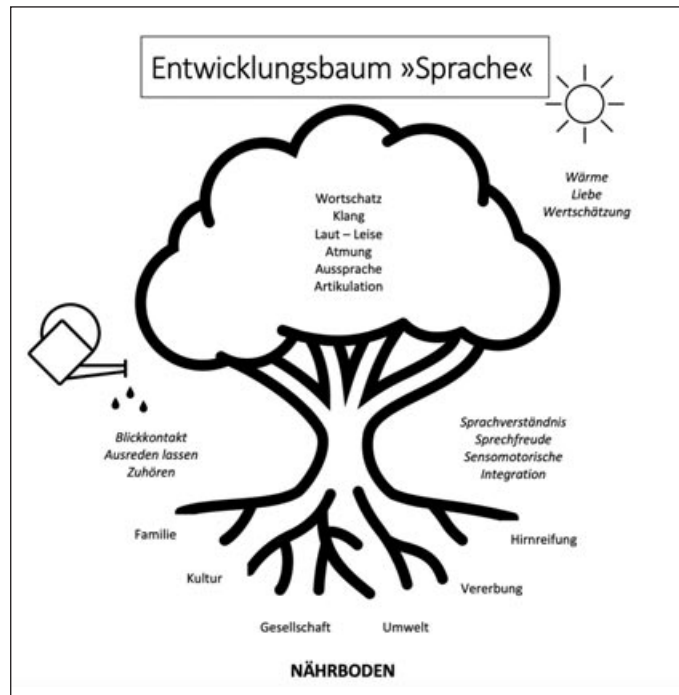 Entwicklungsbaum »Sprache«
Wärme
Liebe
Wertschätzung
Wortschatz
Klang
Laut – Leise
Atmung
Aussprache
Artikulation
Blickkontakt
Ausreden lassen
Zuhören
Sprachverständnis
Sprechfreude
Sensomotorische
Integration
Familie
Hirnreifung
Kultur
Vererbung
Gesellschaft
Umwelt
NÄHRBODEN